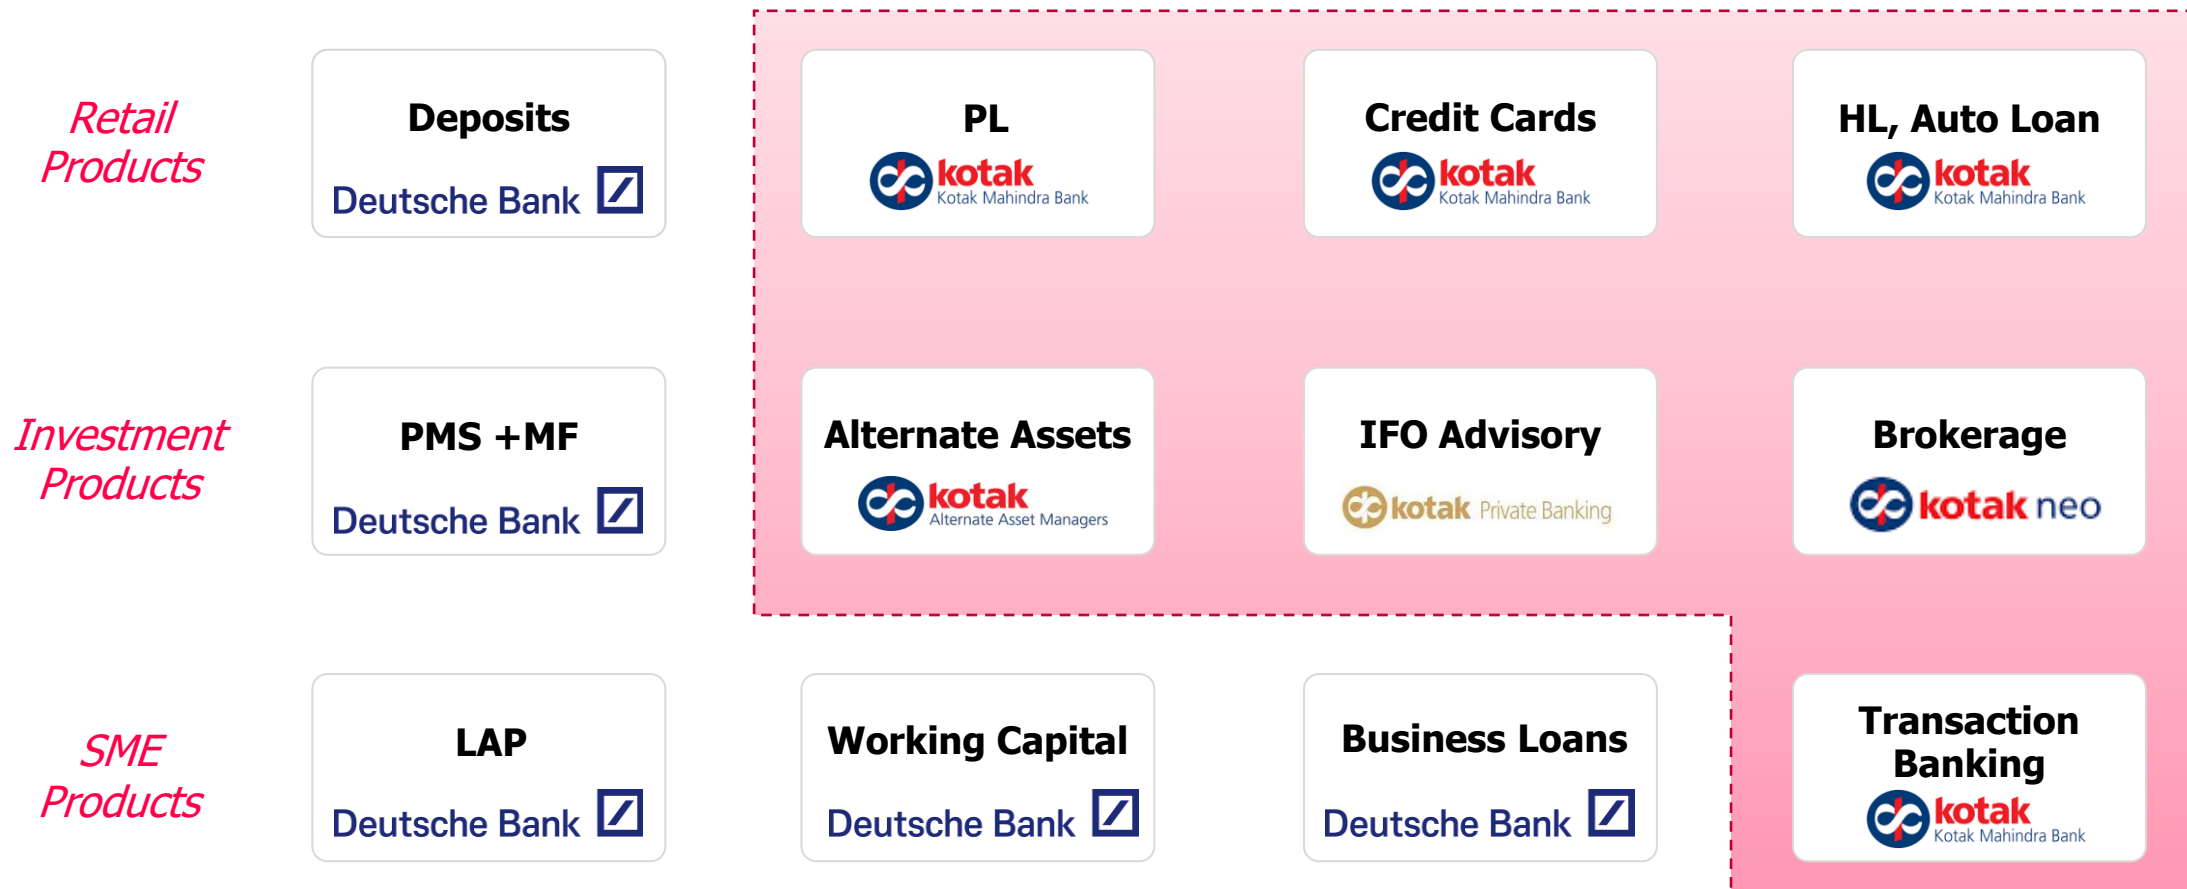 Retail
Products
Deposits
Deutsche Bank
PL
kotak
Kotak Mahindra Bank
Credit Cards
kotak
Kotak Mahindra Bank
HL, Auto Loan
kotak
Kotak Mahindra Bank
Investment
Products
PMS +MF
Deutsche Bank
Alternate Assets
kotak
Alternate Asset Managers
IFO Advisory
kotak Private Banking
Brokerage
kotak neo
SME
Products
LAP
Deutsche Bank
Working Capital
Deutsche Bank
Business Loans
Deutsche Bank
Transaction
Banking
kotak
Kotak Mahindra Bank